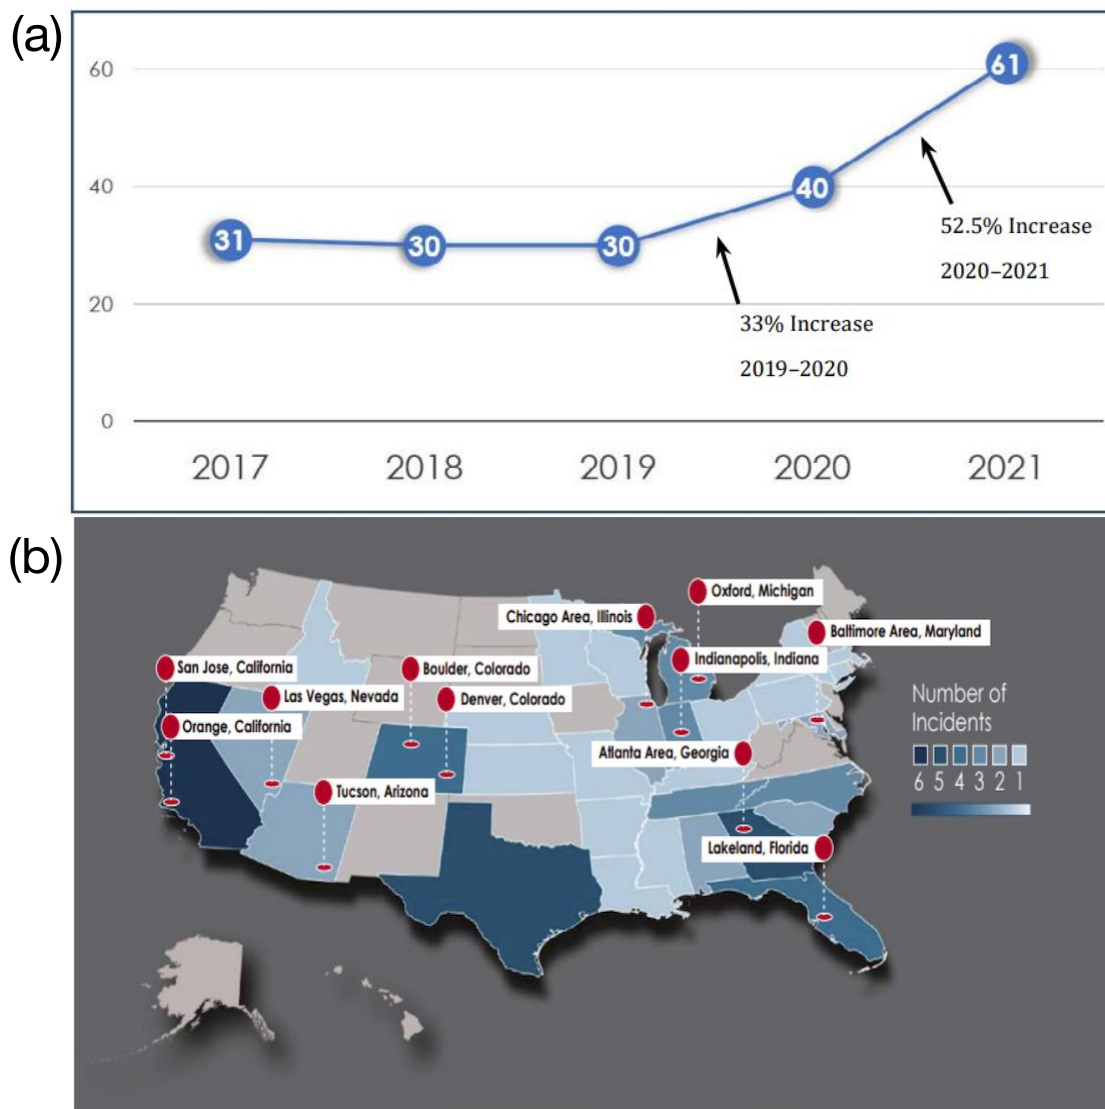 (a)
60
40
20
0
31
30
30
40
61
52.5% Increase
2020–2021
33% Increase
2019–2020
2017 2018 2019 2020 2021
(b)
Oxford, Michigan
Chicago Area, Illinois
Baltimore Area, Maryland
Indianapolis, Indiana
San Jose, California
Boulder, Colorado
Las Vegas, Nevada
Denver, Colorado
Orange, California
Atlanta Area, Georgia
Tucson, Arizona
Lakeland, Florida
Number of
Incidents
6 5 4 3 2 1